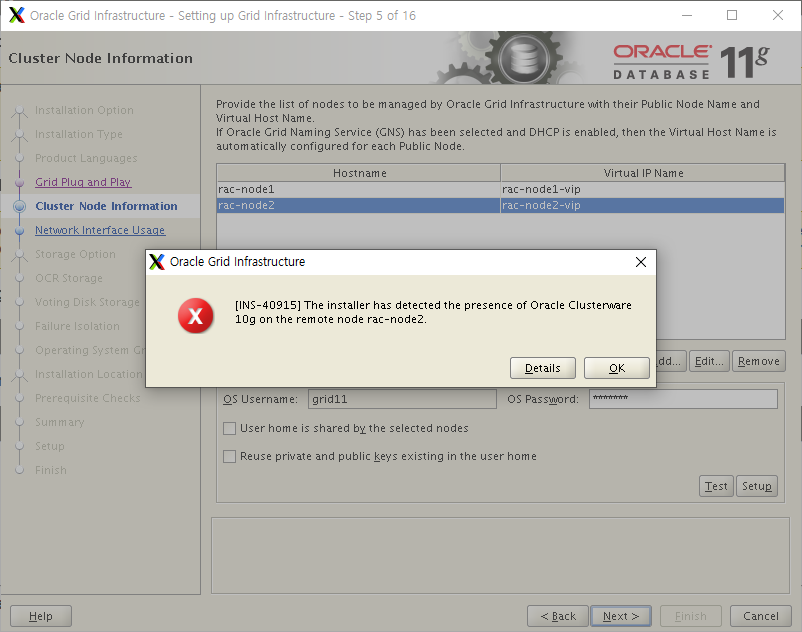 Oracle Grid Infrastructure - Setting up Grid Infrastructure - Step 5 of 16
Cluster Node Information
ORACLE
DATABASE
11g
Installation Option
Installation Type
Product Languages
Grid Plug and Play
Cluster Node Information
Network Interface Usage
Storage Option
OCR Storage
Voting Disk Storage
Failure Isolation
Operating System Gr
Installation Location
Prerequisite Checks
Summary
Setup
Finish
Provide the list of nodes to be managed by Oracle Grid Infrastructure with their Public Node Name and
Virtual Host Name.
If Oracle Grid Naming Service (GNS) has been selected and DHCP is enabled, then the Virtual Host Name is
automatically configured for each Public Node.
Hostname Virtual IP Name
rac-node1 rac-node1-vip
rac-node2 rac-node2-vip
Oracle Grid Infrastructure
[INS-40915] The installer has detected the presence of Oracle Clusterware
10g on the remote node rac-node2.
Details OK
dd... Edit... Remove
OS Username: grid11 OS Password: *******
User home is shared by the selected nodes
Reuse private and public keys existing in the user home
Test Setup
Help < Back Next > Finish Cancel